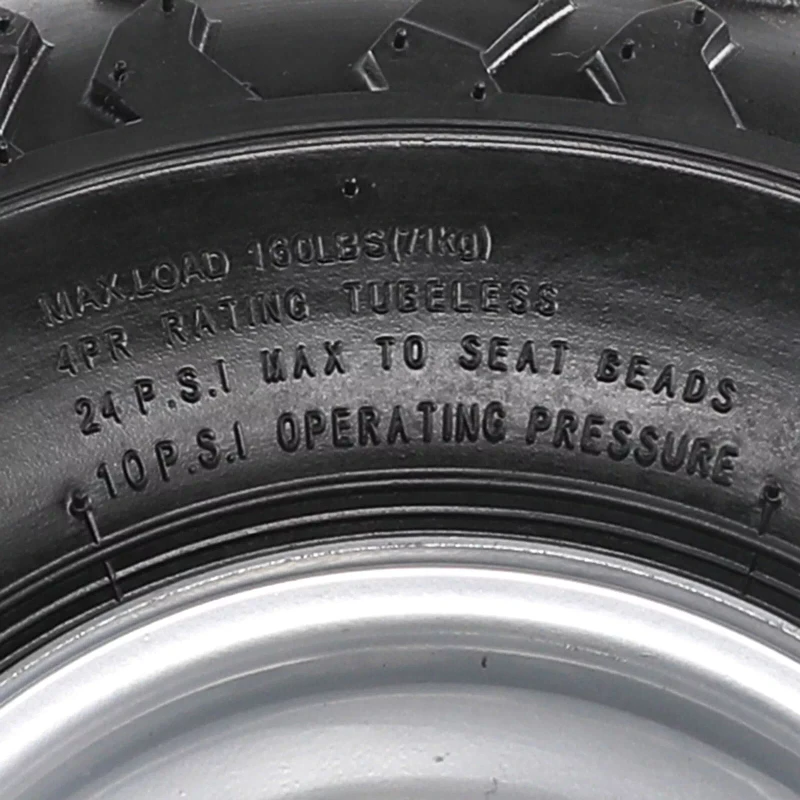 MAX.LOAD 160LBS(71kg)
4PR RATING TUBELESS
24 P.S.I MAX TO SEAT BEADS
10 P.S.I OPERATING PRESSURE